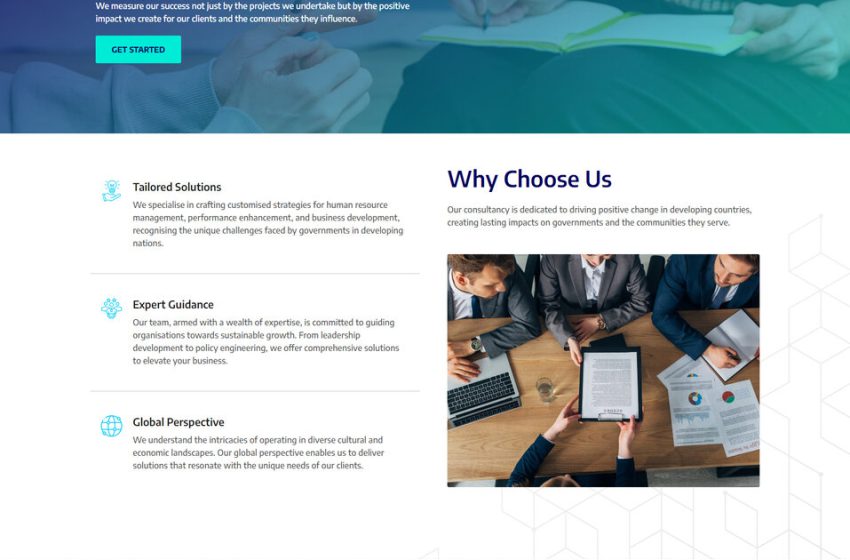 We measure our success not just by the projects we undertake but by the positive
impact we create for our clients and the communities they influence.
GET STARTED
Tailored Solutions
We specialise in crafting customised strategies for human resource
management, performance enhancement, and business development,
recognising the unique challenges faced by governments in developing
nations.
Expert Guidance
Our team, armed with a wealth of expertise, is committed to guiding
organisations towards sustainable growth. From leadership
development to policy engineering, we offer comprehensive solutions
to elevate your business.
Global Perspective
We understand the intricacies of operating in diverse cultural and
economic landscapes. Our global perspective enables us to deliver
solutions that resonate with the unique needs of our clients.
Why Choose Us
Our consultancy is dedicated to driving positive change in developing countries,
creating lasting impacts on governments and the communities they serve.